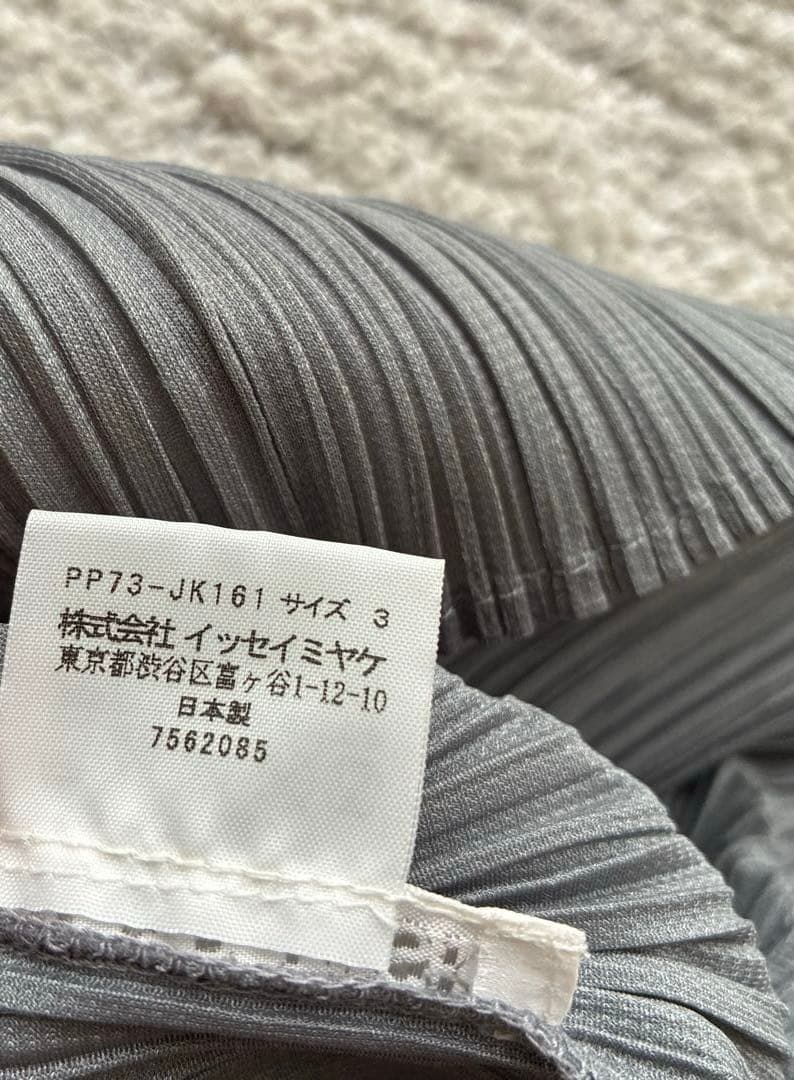 PP73-JK161 サイズ 3
株式会社 イッセイミヤケ
東京都渋谷区富ヶ谷1-12-10
日本製
7562085